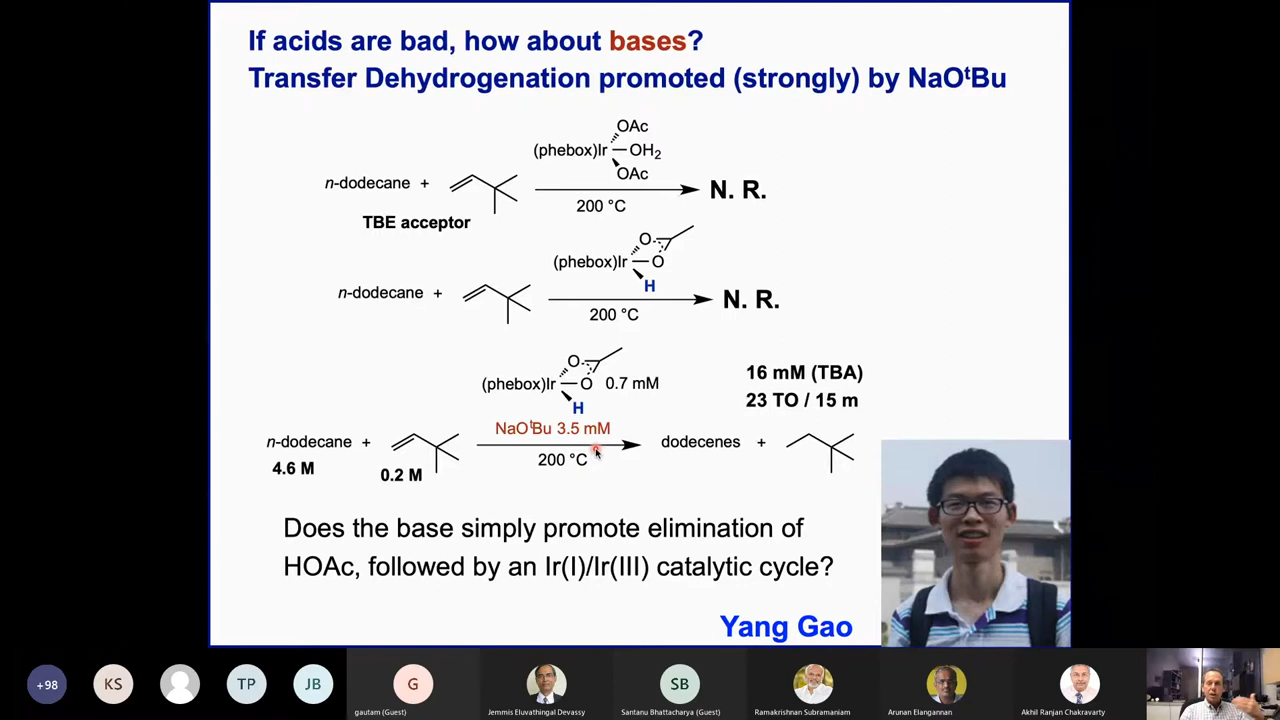 If acids are bad, how about bases?
Transfer Dehydrogenation promoted (strongly) by NaOᵗBu
OAc
(phebox)Ir OH₂
OAc
n-dodecane +
200 °C
N. R.
TBE acceptor
O
(phebox)Ir O
H
n-dodecane +
200 °C
N. R.
O
(phebox)Ir O 0.7 mM
H
16 mM (TBA)
23 TO / 15 m
NaOᵗBu 3.5 mM
n-dodecane +
200 °C
dodecenes +
4.6 M
0.2 M
Does the base simply promote elimination of
HOAc, followed by an Ir(I)/Ir(III) catalytic cycle?
Yang Gao
+98
KS
TP
JB
G
gautam (Guest)
Jemmis Eluvathingal Devassy
SB
Santanu Bhattacharya (Guest)
Ramakrishnan Subramaniam
Arunan Elangannan
Akhil Ranjan Chakravarty